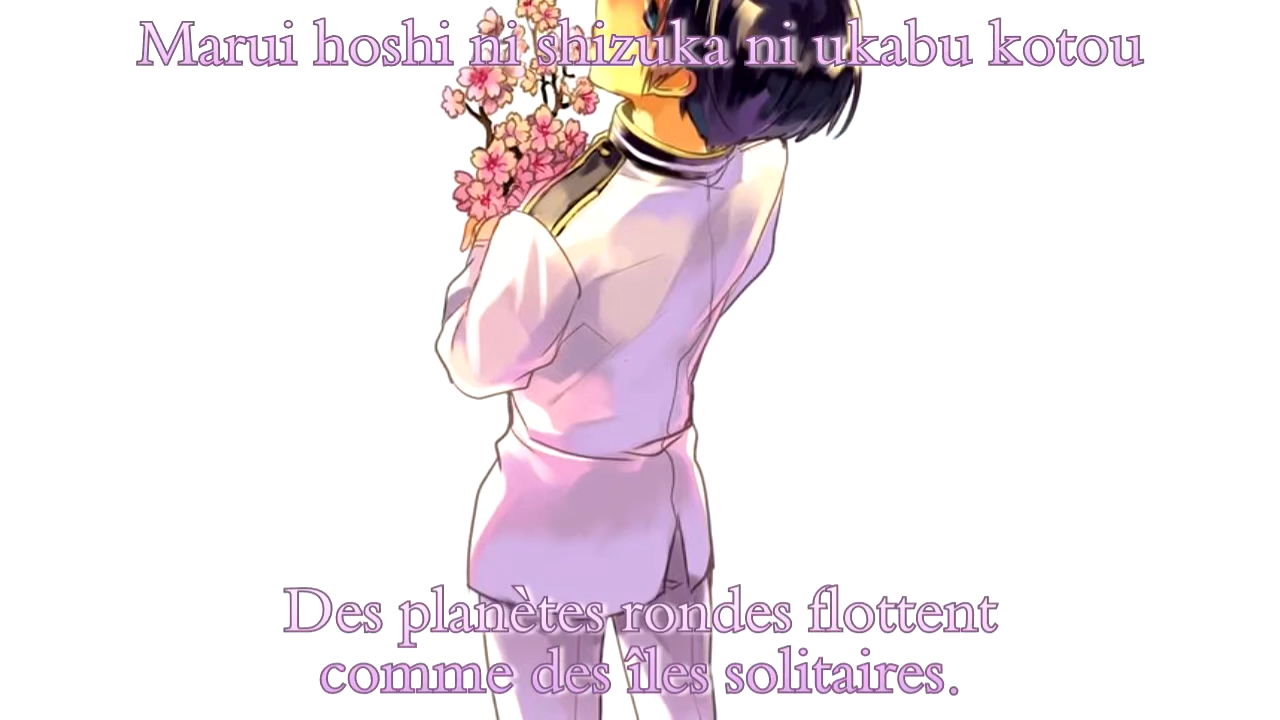 Marui hoshi ni shizuka ni ukabu kotou
Des planètes rondes flottent
comme des îles solitaires.